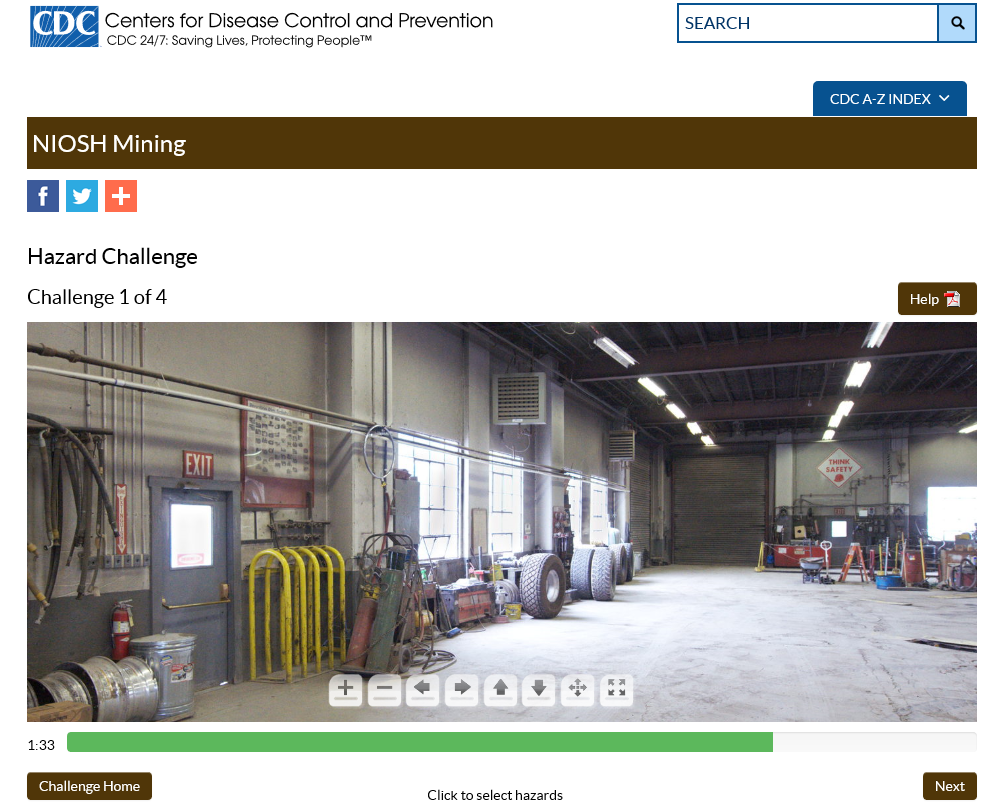 CDC Centers for Disease Control and Prevention
CDC 24/7: Saving Lives, Protecting People™
SEARCH
CDC A-Z INDEX
NIOSH Mining
Hazard Challenge
Challenge 1 of 4
Help
EXIT
THINK
SAFETY
1:33
Challenge Home
Click to select hazards
Next